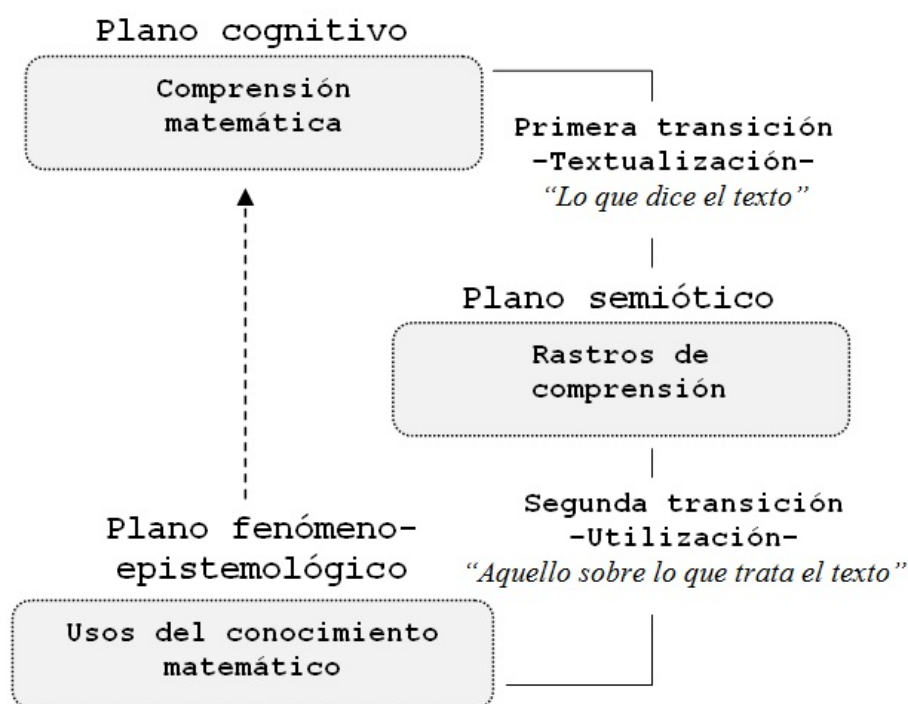 Plano cognitivo
Comprensión
matemática
Primera transición
-Textualización-
“Lo que dice el texto”
Plano semiótico
Rastros de
comprensión
Segunda transición
-Utilización-
“Aquello sobre lo que trata el texto”
Plano fenómeno-
epistemológico
Usos del conocimiento
matemático